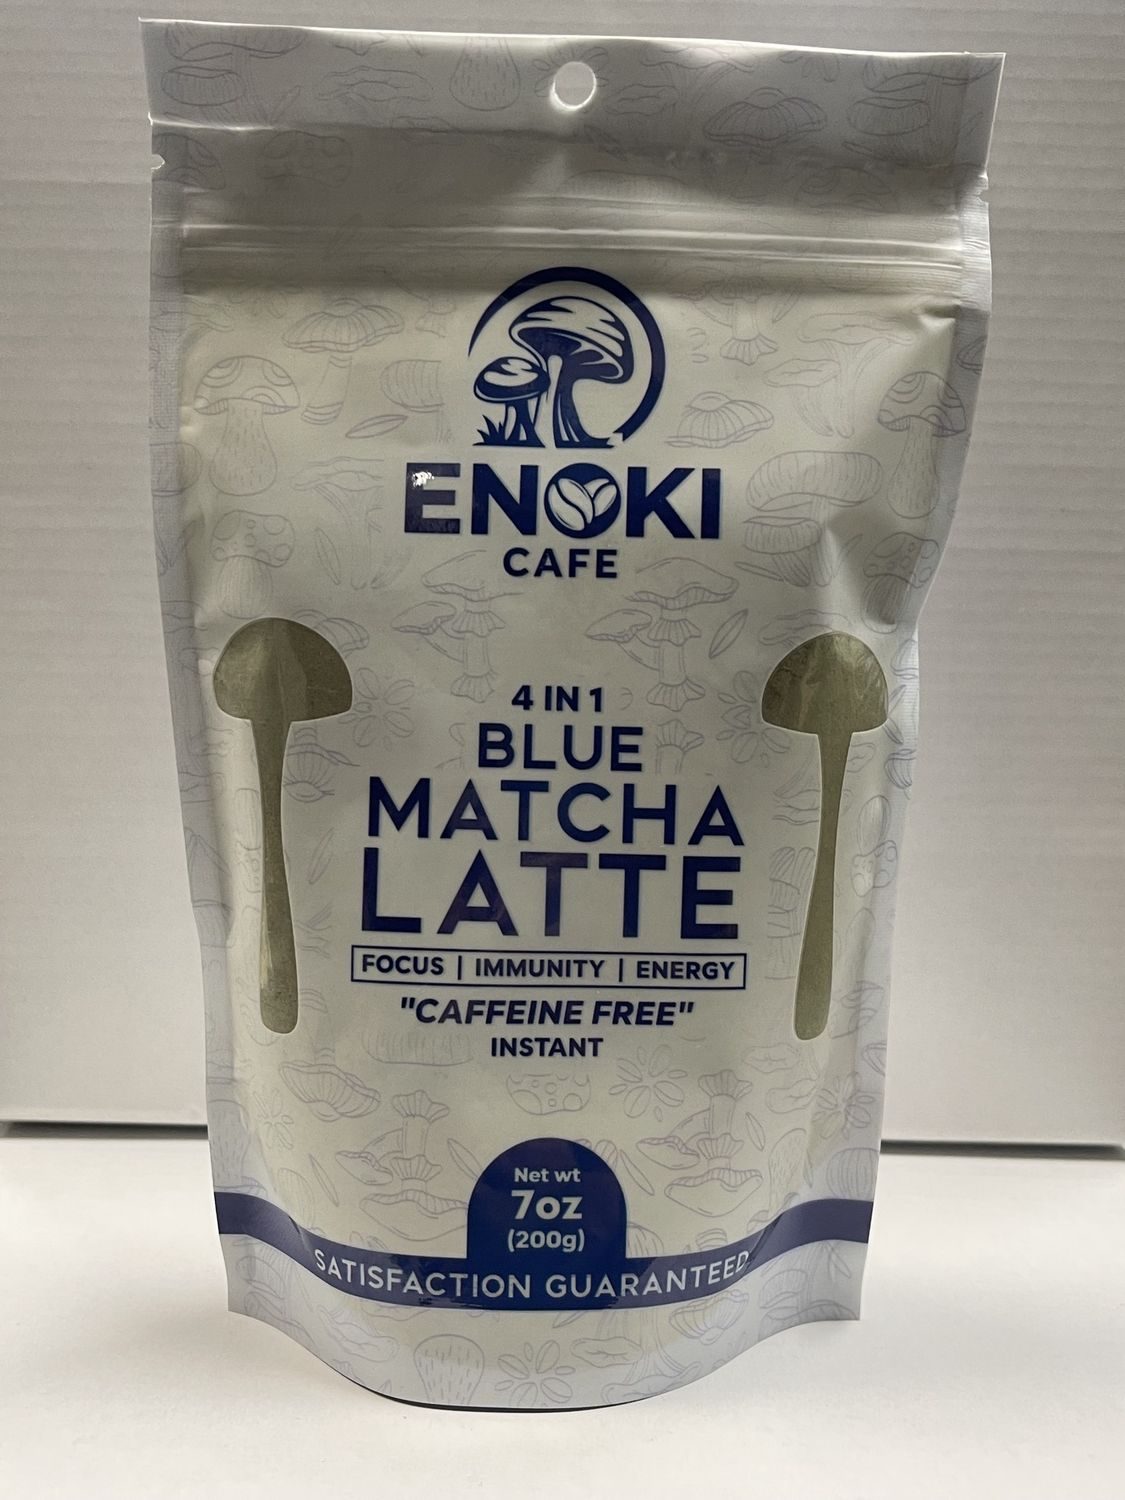 ENOKI
CAFE
4 IN 1
BLUE
MATCHA
LATTE
FOCUS | IMMUNITY | ENERGY
"CAFFEINE FREE"
INSTANT
Net wt
7oz
(200g)
SATISFACTION GUARANTEED